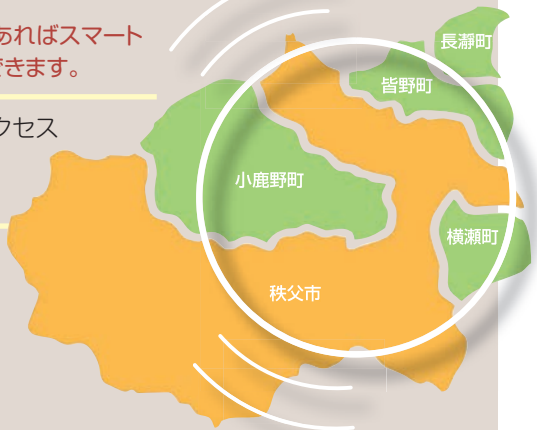 あればスマート
できます。
クセス
長瀞町
皆野町
小鹿野町
横瀬町
秩父市